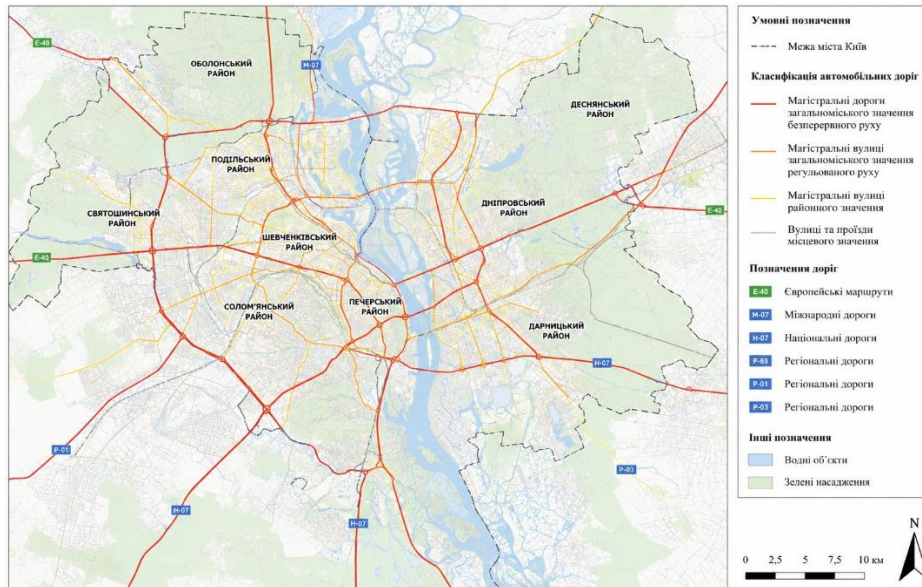 E-40
ОБОЛОНСЬКИЙ
РАЙОН
M-07
ДЕСНЯНСЬКИЙ
РАЙОН
ПОДІЛЬСЬКИЙ
РАЙОН
ДНІПРОВСЬКИЙ
РАЙОН
СВЯТОШИНСЬКИЙ
РАЙОН
E-40
ШЕВЧЕНКІВСЬКИЙ
РАЙОН
E-40
СОЛОМ'ЯНСЬКИЙ
РАЙОН
ПЕЧЕРСЬКИЙ
РАЙОН
ДАРНИЦЬКИЙ
РАЙОН
Н-07
P-01
P-03
Н-07
Н-07
Умовні позначення
Межа міста Київ
Класифікація автомобільних доріг
Магістральні дороги
загальноміського значення
безперервного руху
Магістральні вулиці
загальноміського значення
регульованого руху
Магістральні вулиці
районного значення
Вулиці та проїзди
місцевого значення
Позначення доріг
E-40 Європейські маршрути
M-07 Міжнародні дороги
Н-07 Національні дороги
P-69 Регіональні дороги
P-01 Регіональні дороги
P-03 Регіональні дороги
Інші позначення
Водні об'єкти
Зелені насадження
N
0 2,5 5 10 км